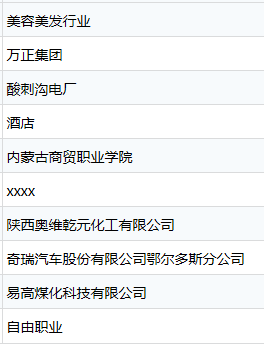 美容美发行业
万正集团
酸刺沟电厂
酒店
内蒙古商贸职业学院
xxxx
陕西奥维乾元化工有限公司
奇瑞汽车股份有限公司鄂尔多斯分公司
易高煤化科技有限公司
自由职业